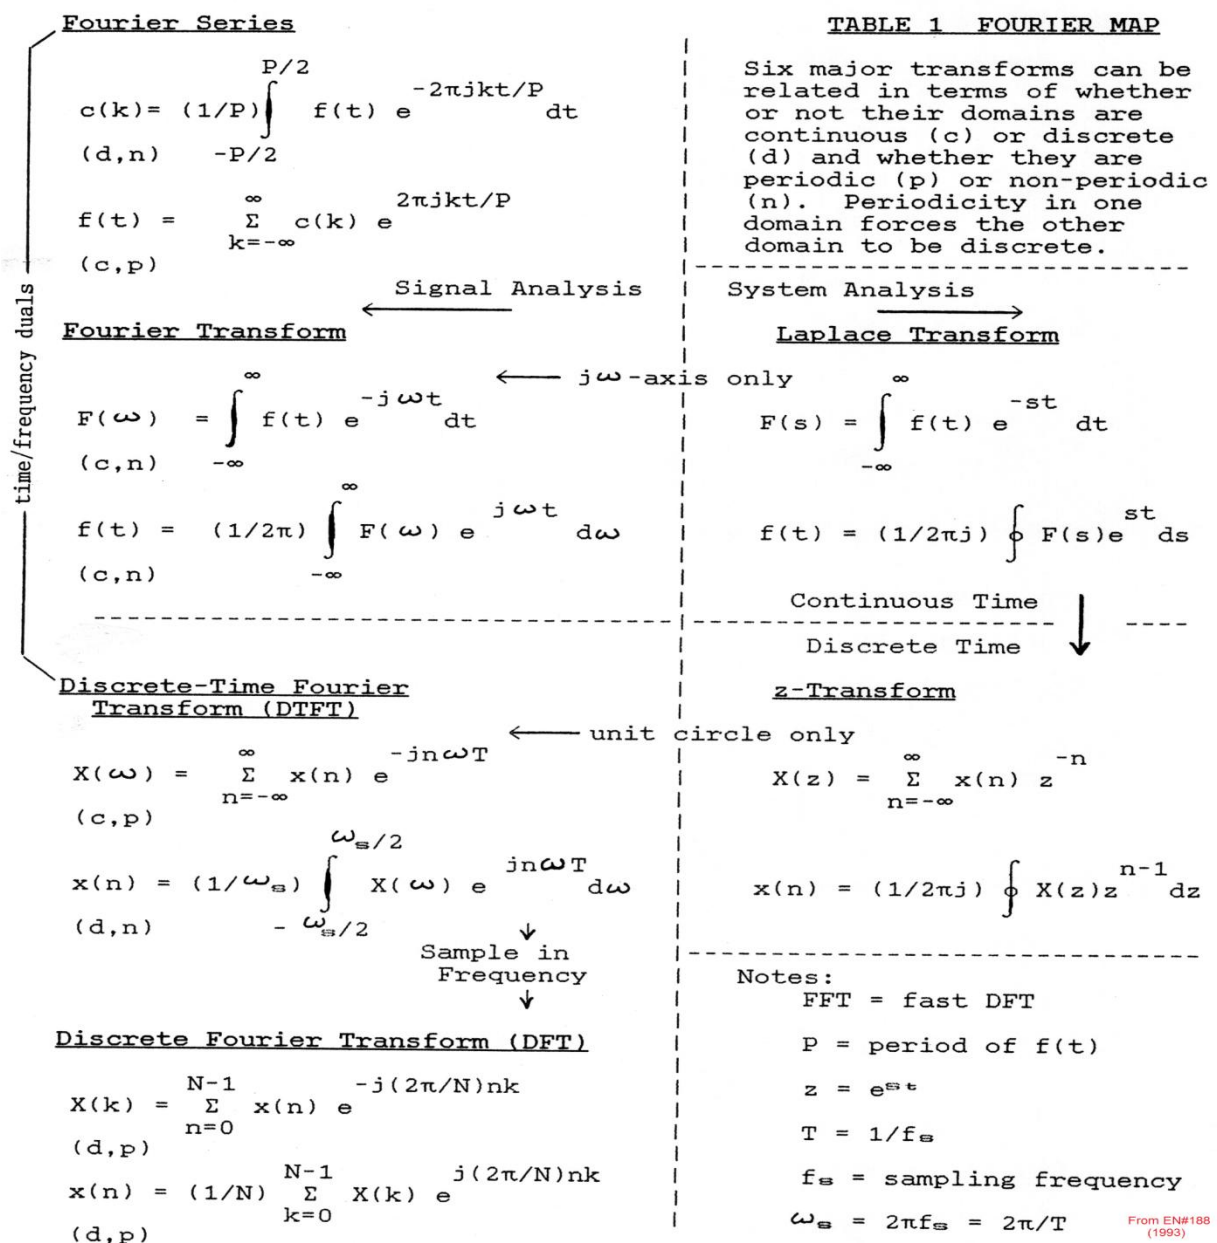 Fourier Series
P/2
c(k)= (1/P)∫ f(t) e^-2πjkt/P dt
(d,n) -P/2
∞
f(t) = Σ c(k) e^2πjkt/P
k=-∞
(c,p)
time/frequency duals
TABLE 1 FOURIER MAP
Six major transforms can be
related in terms of whether
or not their domains are
continuous (c) or discrete
(d) and whether they are
periodic (p) or non-periodic
(n). Periodicity in one
domain forces the other
domain to be discrete.
Signal Analysis
←
System Analysis
→
Fourier Transform
∞
F(ω) = ∫ f(t) e^-jωt dt
(c,n) -∞
∞
f(t) = (1/2π) ∫ F(ω) e^jωt dω
(c,n) -∞
← jω-axis only
Laplace Transform
∞
F(s) = ∫ f(t) e^-st dt
-∞
f(t) = (1/2πj) ∮ F(s)e^st ds
Continuous Time
↓
Discrete Time
Discrete-Time Fourier
Transform (DTFT)
∞
X(ω) = Σ x(n) e^-jnωT
n=-∞
(c,p)
ωs/2
x(n) = (1/ωs) ∫ X(ω) e^jnωT dω
(d,n) - ωs/2
← unit circle only
z-Transform
∞
X(z) = Σ x(n) z^-n
n=-∞
x(n) = (1/2πj) ∮ X(z)z^n-1 dz
↓
Sample in
Frequency
↓
Discrete Fourier Transform (DFT)
N-1
X(k) = Σ x(n) e^-j(2π/N)nk
n=0
(d,p)
N-1
x(n) = (1/N) Σ X(k) e^j(2π/N)nk
k=0
(d,p)
Notes:
FFT = fast DFT
P = period of f(t)
z = e^st
T = 1/fs
fs = sampling frequency
ωs = 2πfs = 2π/T
From EN#188
(1993)